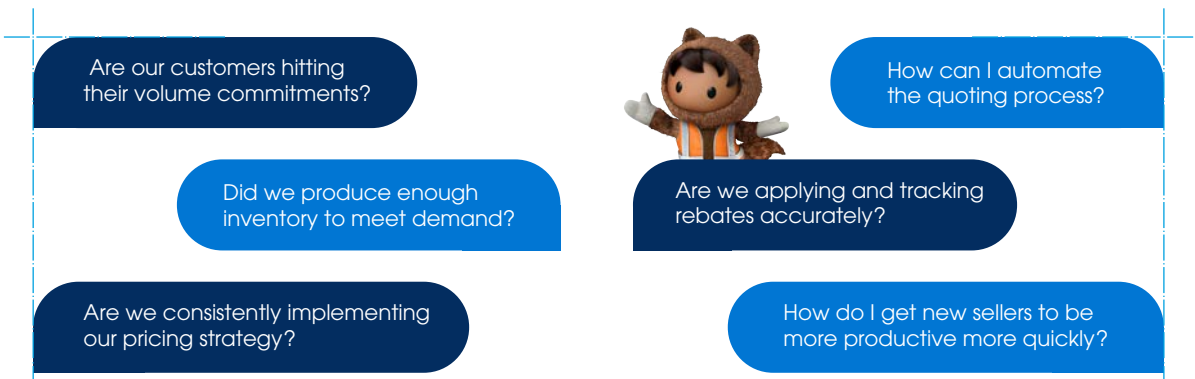 Are our customers hitting
their volume commitments?
Did we produce enough
inventory to meet demand?
Are we consistently implementing
our pricing strategy?
How can I automate
the quoting process?
Are we applying and tracking
rebates accurately?
How do I get new sellers to be
more productive more quickly?